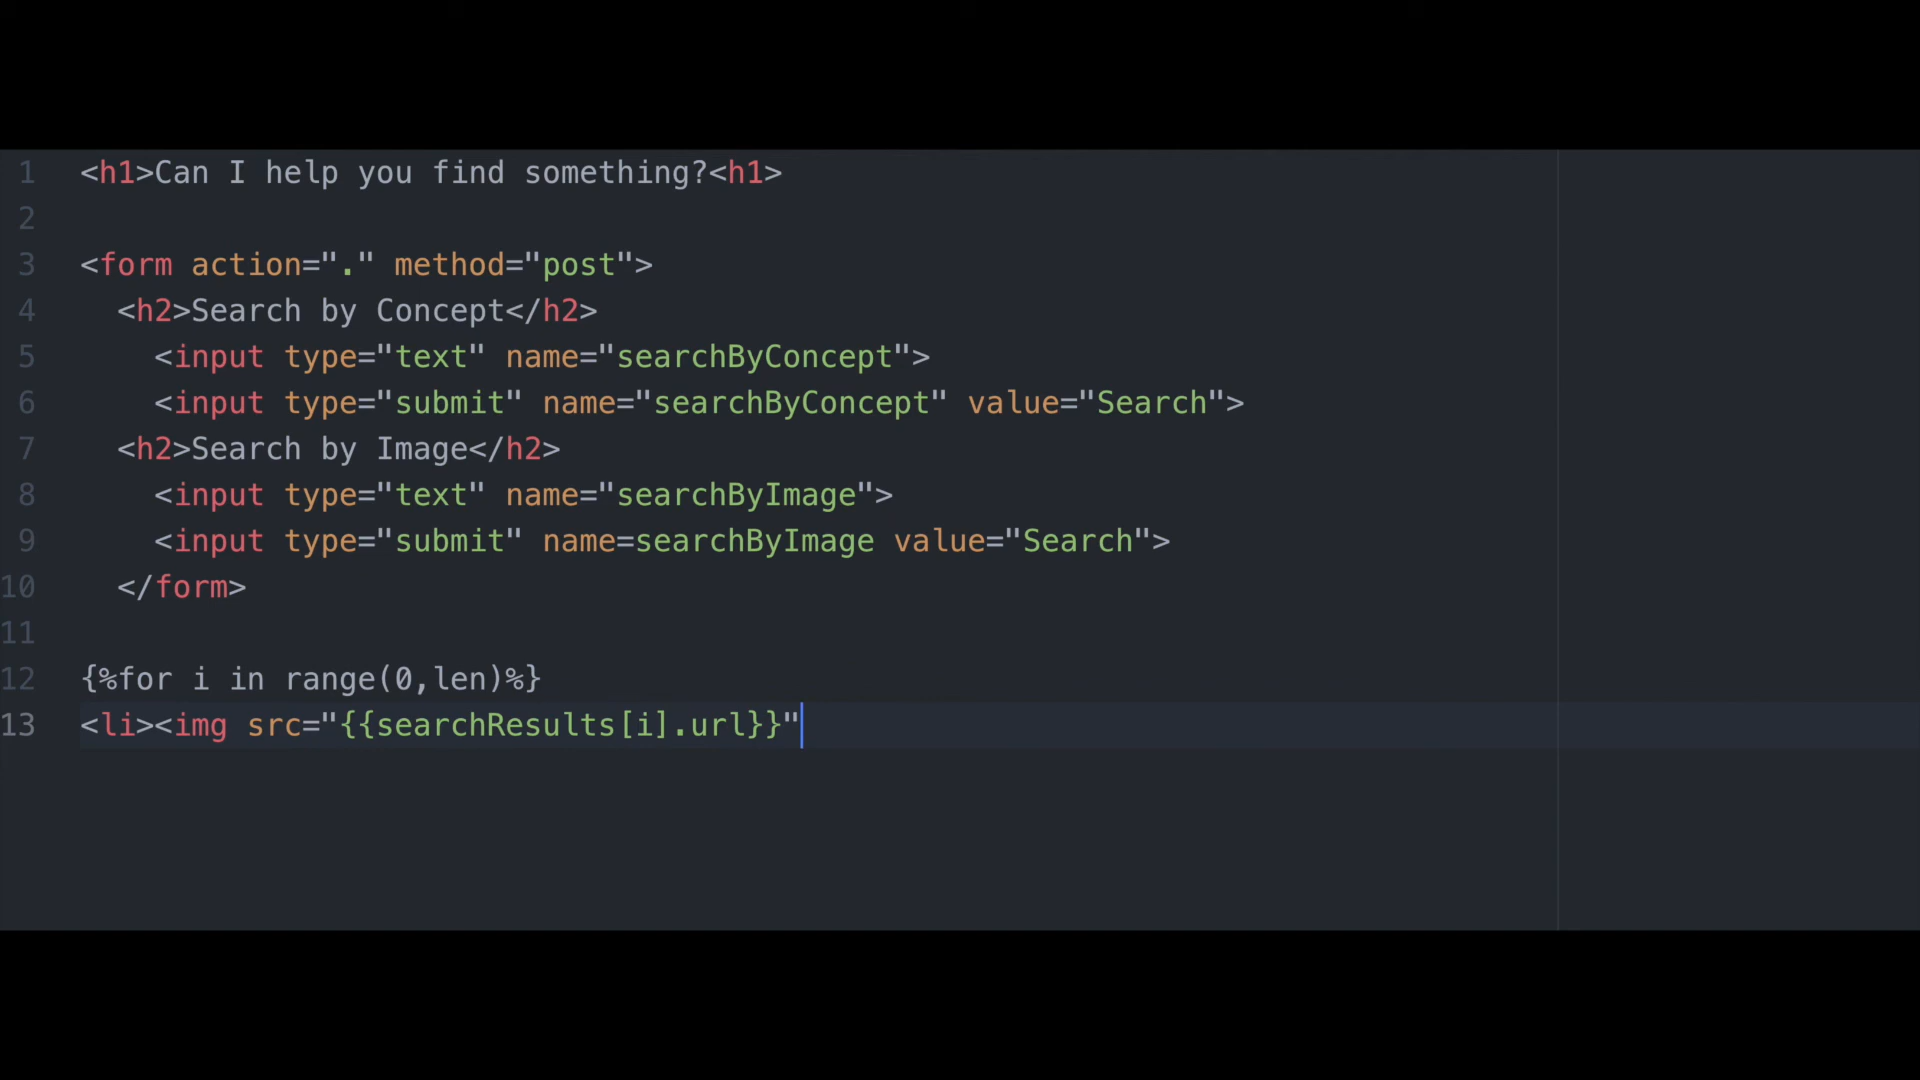 1 <h1>Can I help you find something?<h1>
2
3 <form action="." method="post">
4   <h2>Search by Concept</h2>
5     <input type="text" name="searchByConcept">
6     <input type="submit" name="searchByConcept" value="Search">
7   <h2>Search by Image</h2>
8     <input type="text" name="searchByImage">
9     <input type="submit" name=searchByImage value="Search">
10   </form>
11
12 {%for i in range(0,len)%}
13 <li><img src="{{searchResults[i].url}}"